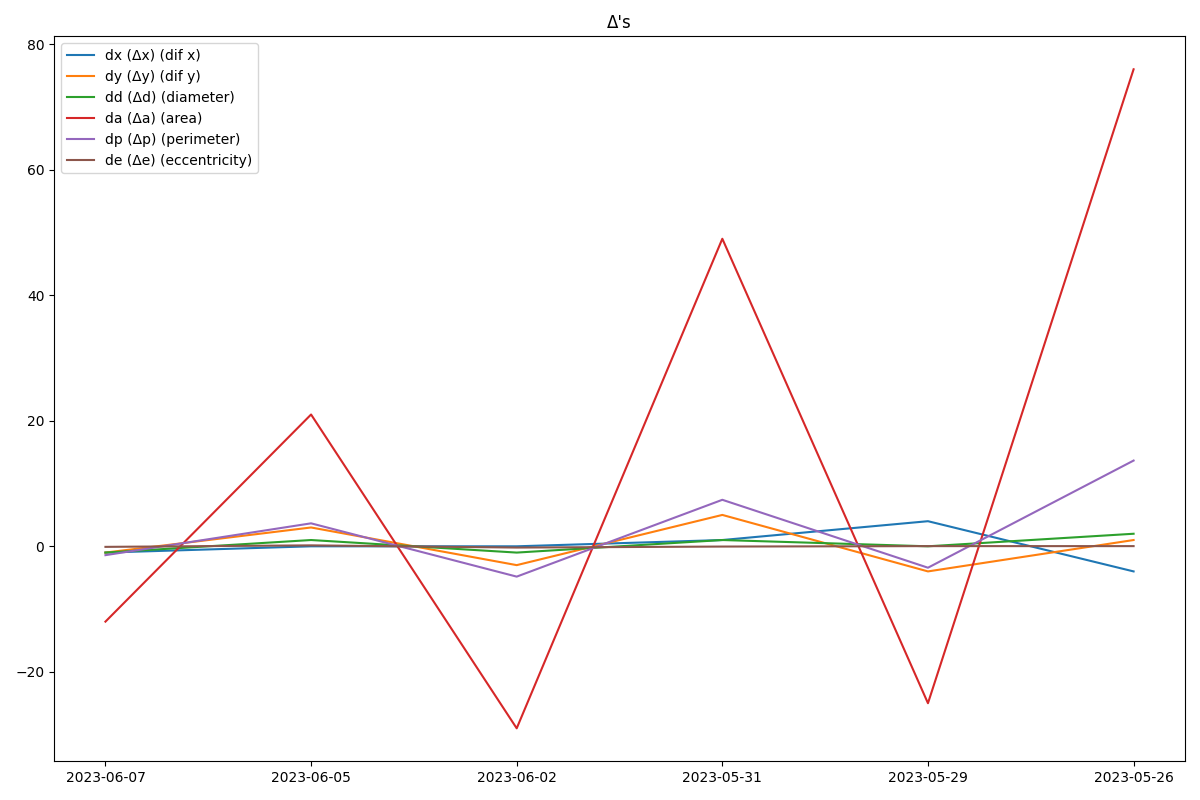 Δ's
dx (Δx) (dif x)
dy (Δy) (dif y)
dd (Δd) (diameter)
da (Δa) (area)
dp (Δp) (perimeter)
de (Δe) (eccentricity)
80
60
40
20
0
−20
2023-06-07 2023-06-05 2023-06-02 2023-05-31 2023-05-29 2023-05-26